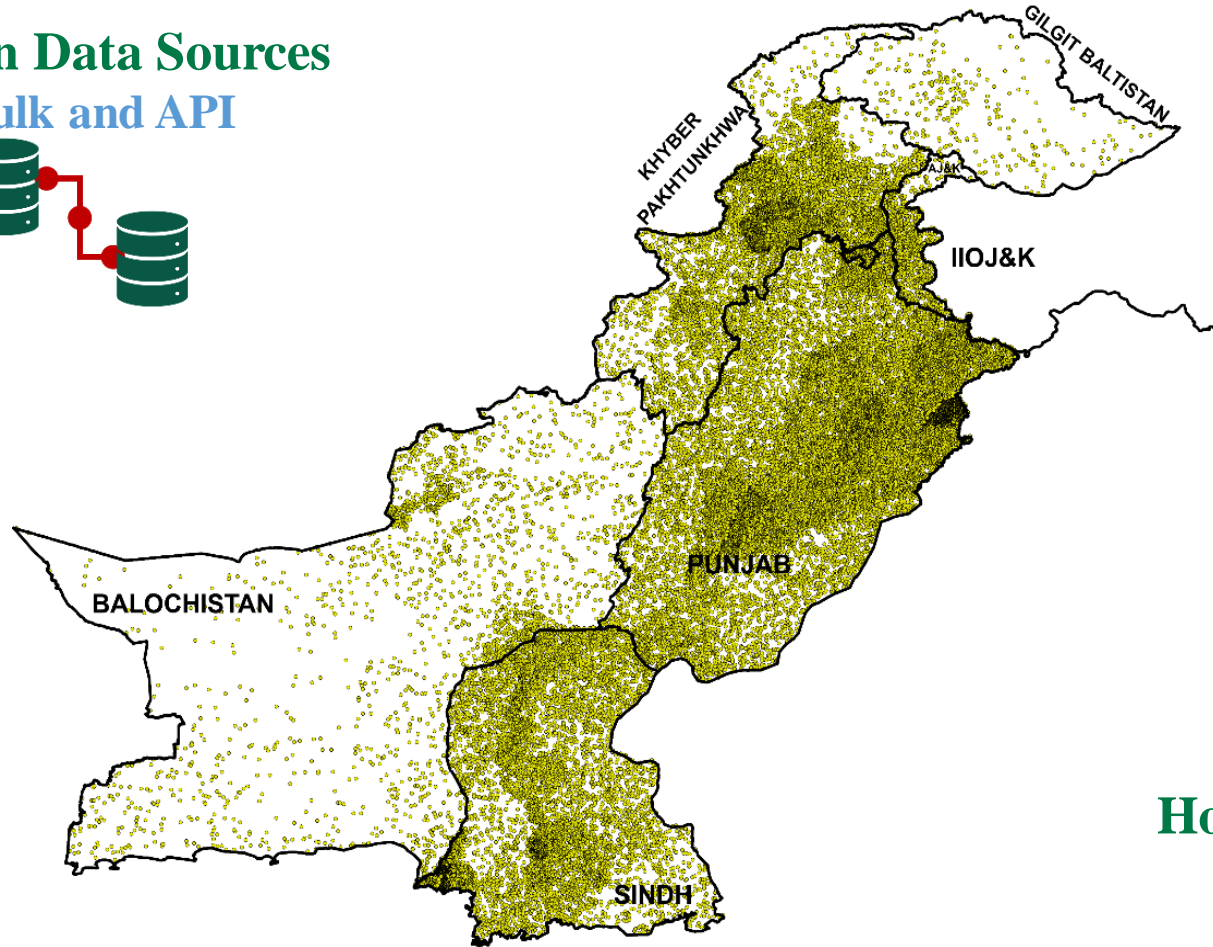 n Data Sources
ulk and API
GILGIT BALTISTAN
KHYBER
PAKHTUNKHWA
AJ&K
IIOJ&K
PUNJAB
BALOCHISTAN
Ho
SINDH